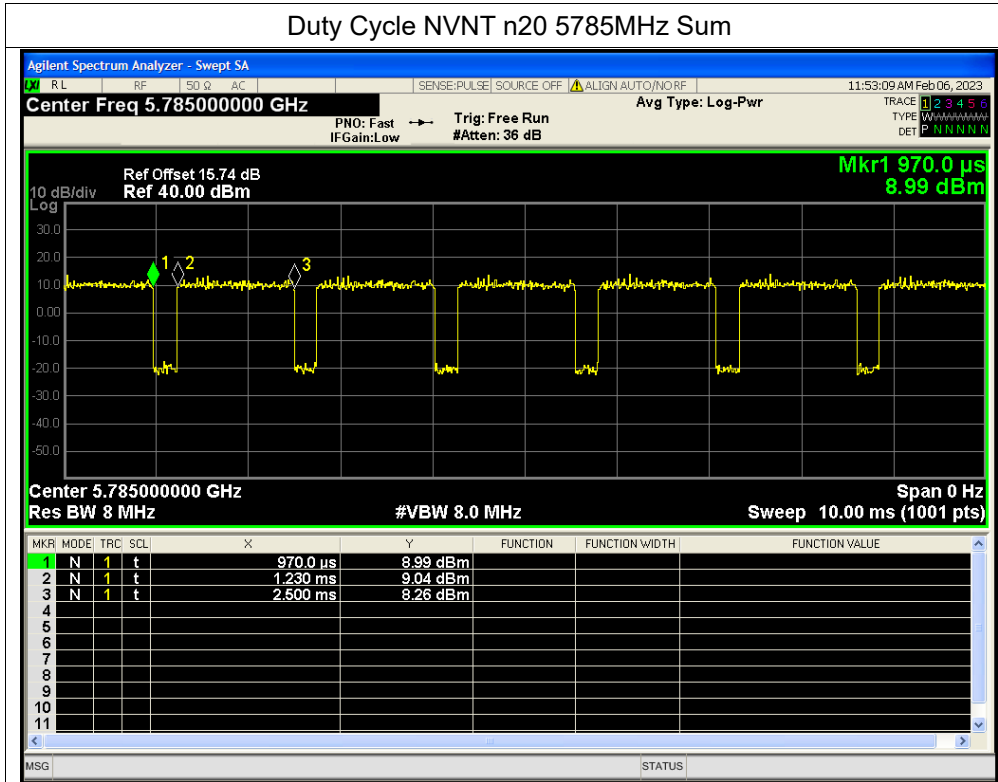 Duty Cycle NVNT n20 5785MHz Sum
Agilent Spectrum Analyzer - Swept SA
LXI RL RF 50 Ω AC SENSE:PULSE SOURCE OFF ALIGN AUTO/NO RF 11:53:09 AM Feb 06, 2023
Center Freq 5.785000000 GHz Avg Type: Log-Pwr TRACE 1 2 3 4 5 6
PNO: Fast Trig: Free Run TYPE W
IFGain:Low #Atten: 36 dB DET P N N N N N
Mkr1 970.0 µs
Ref Offset 15.74 dB 8.99 dBm
10 dB/div Ref 40.00 dBm
Log
30.0
20.0
1 2 3
10.0
0.00
-10.0
-20.0
-30.0
-40.0
-50.0
Center 5.785000000 GHz Span 0 Hz
Res BW 8 MHz #VBW 8.0 MHz Sweep 10.00 ms (1001 pts)
MKR MODE TRC SCL X Y FUNCTION FUNCTION WIDTH FUNCTION VALUE
1 N 1 t 970.0 µs 8.99 dBm
2 N 1 t 1.230 ms 9.04 dBm
3 N 1 t 2.500 ms 8.26 dBm
4
5
6
7
8
9
10
11
MSG STATUS